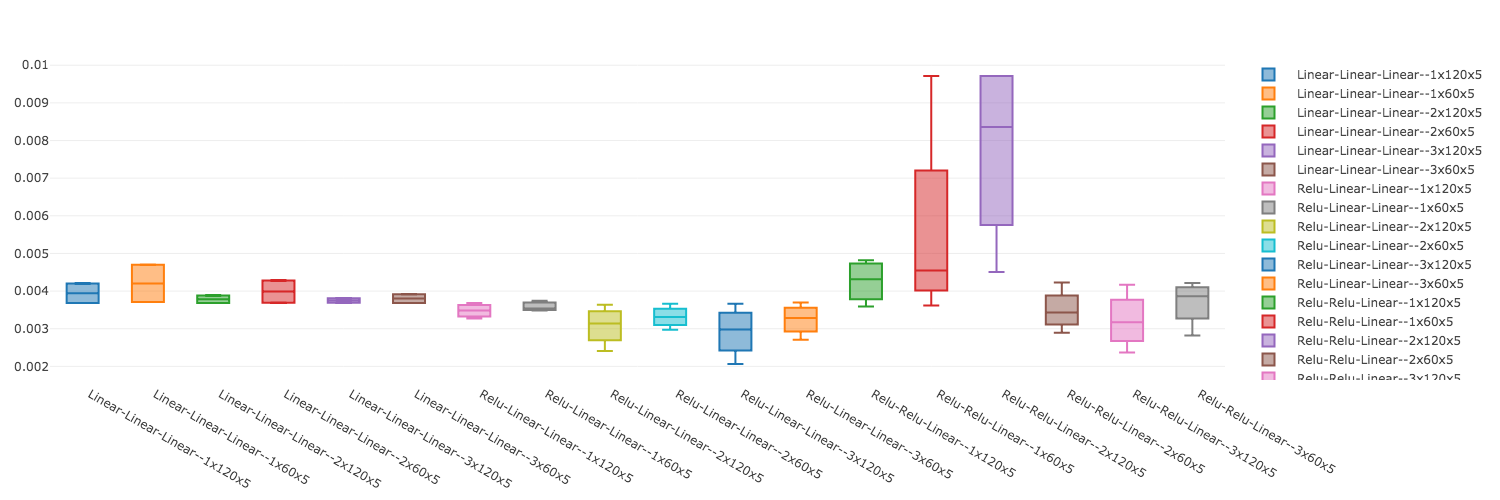 0.01
0.009
0.008
0.007
0.006
0.005
0.004
0.003
0.002
Linear-Linear-Linear--1x120x5
Linear-Linear-Linear--1x60x5
Linear-Linear-Linear--2x120x5
Linear-Linear-Linear--2x60x5
Linear-Linear-Linear--3x120x5
Linear-Linear-Linear--3x60x5
Relu-Linear-Linear--1x120x5
Relu-Linear-Linear--1x60x5
Relu-Linear-Linear--2x120x5
Relu-Linear-Linear--2x60x5
Relu-Linear-Linear--3x120x5
Relu-Linear-Linear--3x60x5
Relu-Relu-Linear--1x120x5
Relu-Relu-Linear--1x60x5
Relu-Relu-Linear--2x120x5
Relu-Relu-Linear--2x60x5
Relu-Relu-Linear--3x120x5
Relu-Relu-Linear--3x60x5
Linear-Linear-Linear--1x120x5
Linear-Linear-Linear--1x60x5
Linear-Linear-Linear--2x120x5
Linear-Linear-Linear--2x60x5
Linear-Linear-Linear--3x120x5
Linear-Linear-Linear--3x60x5
Relu-Linear-Linear--1x120x5
Relu-Linear-Linear--1x60x5
Relu-Linear-Linear--2x120x5
Relu-Linear-Linear--2x60x5
Relu-Linear-Linear--3x120x5
Relu-Linear-Linear--3x60x5
Relu-Relu-Linear--1x120x5
Relu-Relu-Linear--1x60x5
Relu-Relu-Linear--2x120x5
Relu-Relu-Linear--2x60x5
Relu-Relu-Linear--3x120x5